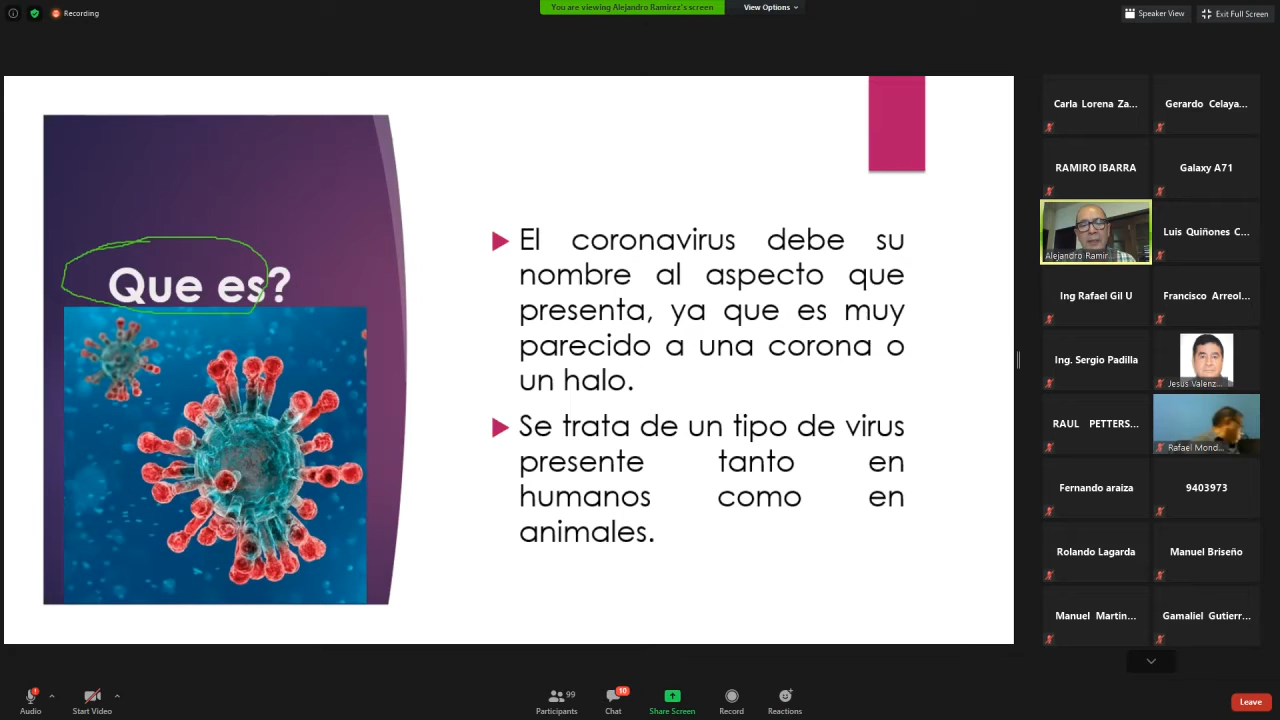 Recording
You are viewing Alejandro Ramirez's screen
View Options
Speaker View
Exit Full Screen
Que es?
El coronavirus debe su
nombre al aspecto que
presenta, ya que es muy
parecido a una corona o
un halo.
Se trata de un tipo de virus
presente tanto en
humanos como en
animales.
Carla Lorena Za...
Gerardo Celaya...
RAMIRO IBARRA
Galaxy A71
Alejandro Ramir...
Luis Quiñones C...
Ing Rafael Gil U
Francisco Arreol...
Ing. Sergio Padilla
Jesús Valenz...
RAUL PETTERS...
Rafael Mond...
Fernando araiza
9403973
Rolando Lagarda
Manuel Briseño
Manuel Martin...
Gamaliel Gutierr...
Audio
Start Video
99
Participants
10
Chat
Share Screen
Record
Reactions
Leave